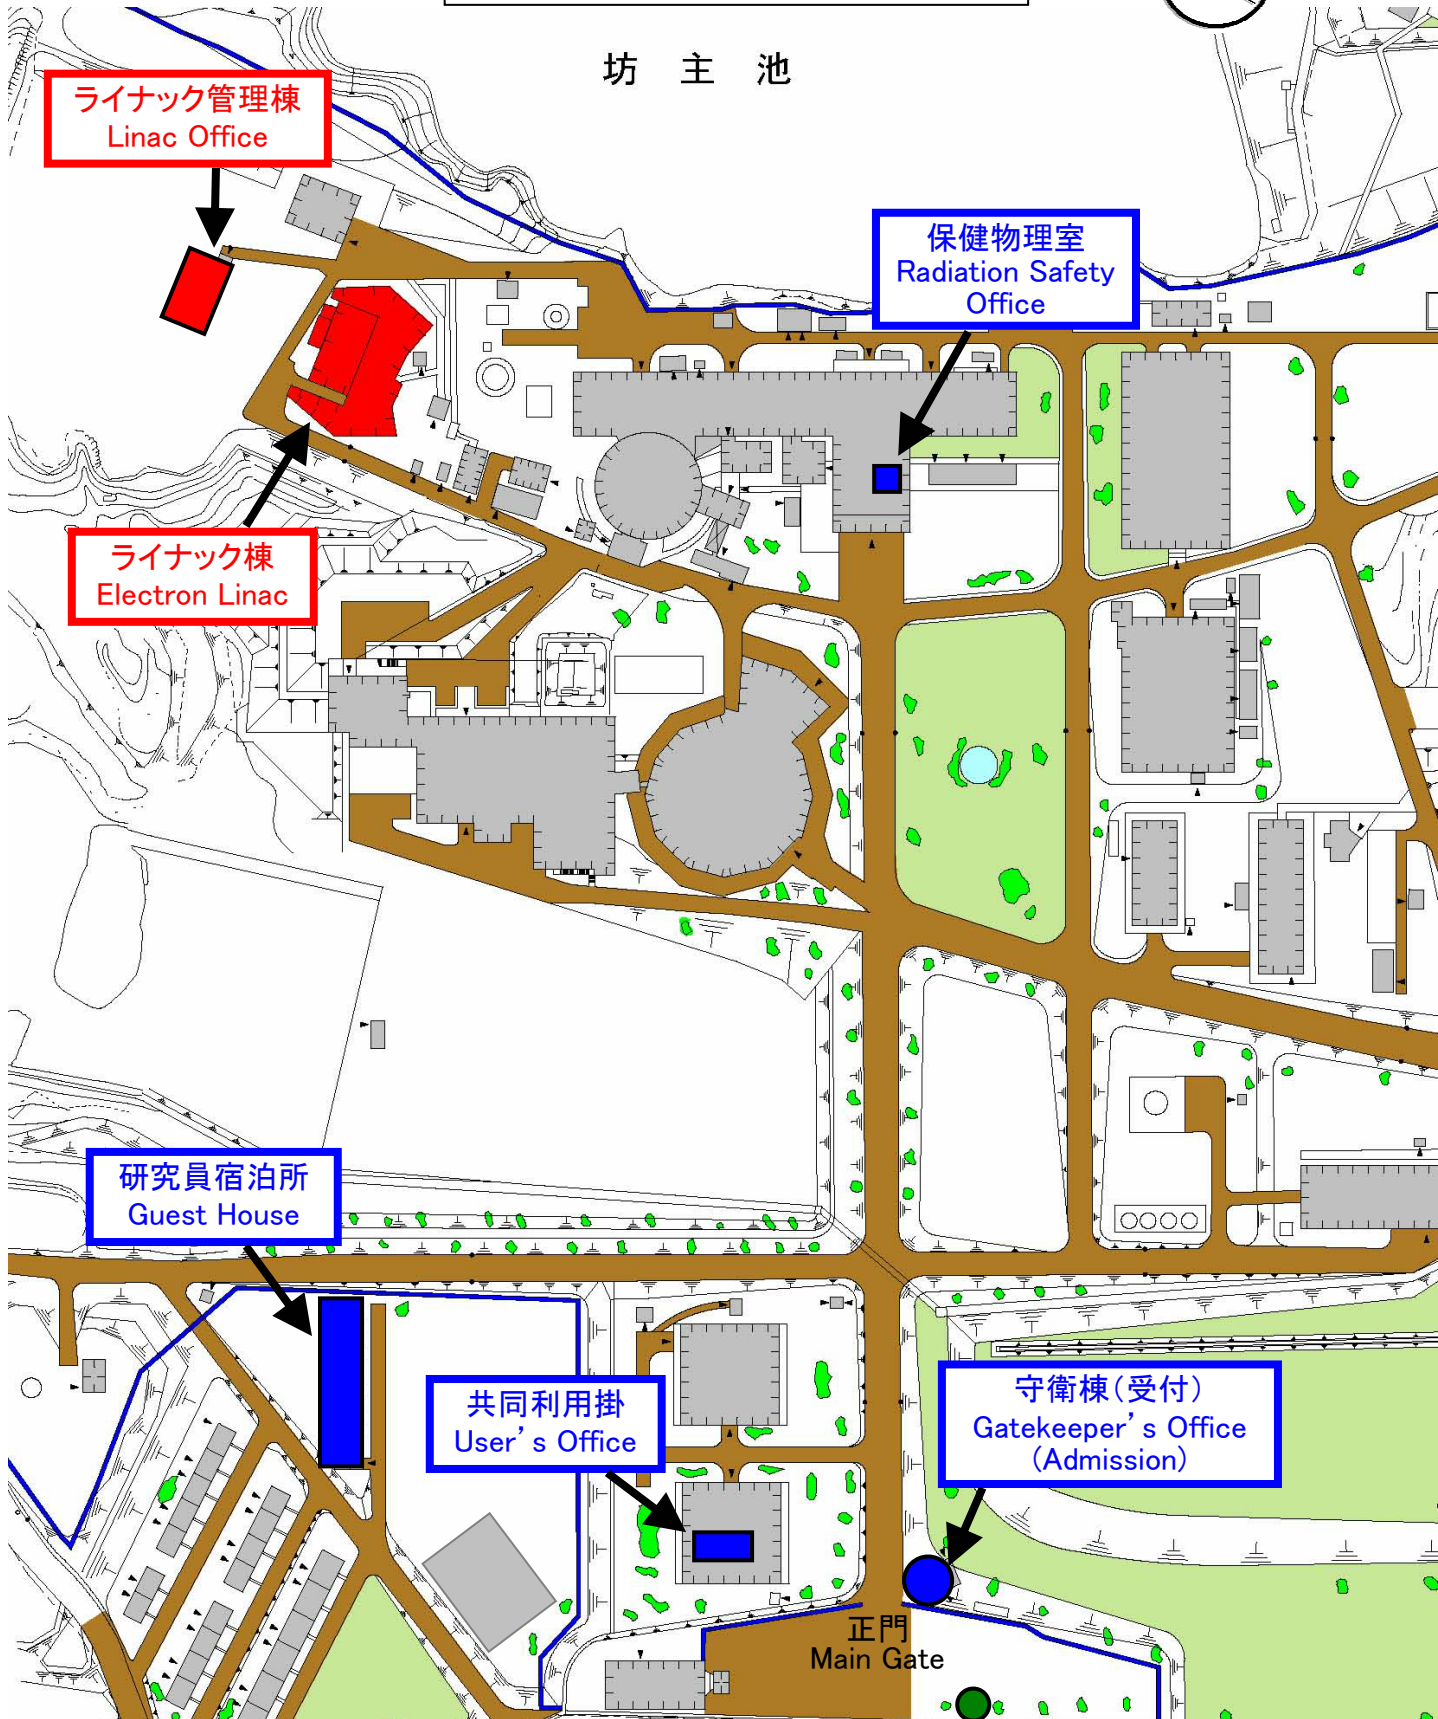 坊 主 池
ライナック管理棟
Linac Office
保健物理室
Radiation Safety
Office
ライナック棟
Electron Linac
研究員宿泊所
Guest House
共同利用掛
User's Office
守衛棟(受付)
Gatekeeper's Office
(Admission)
正門
Main Gate